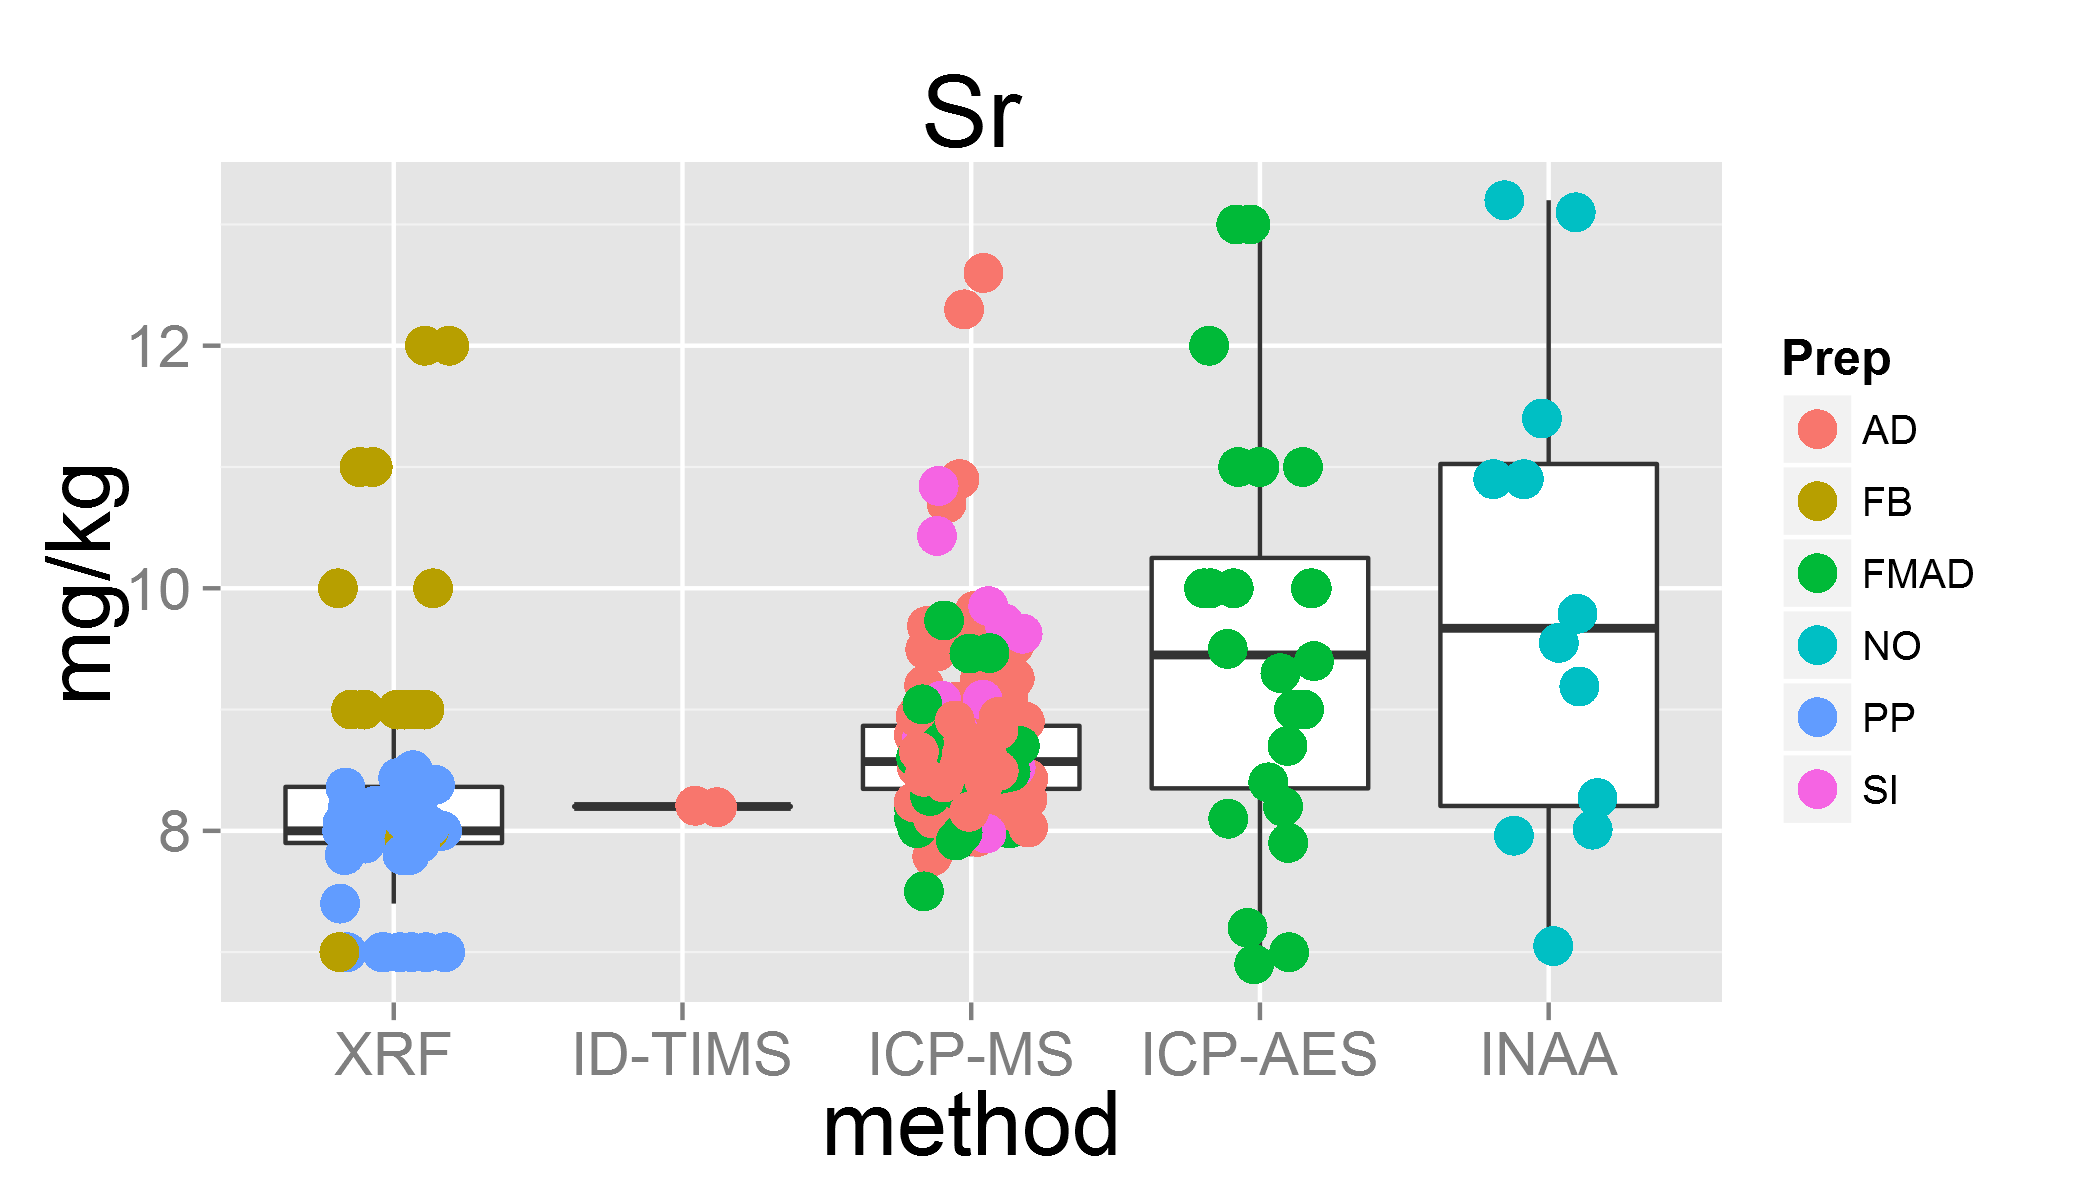 Sr
mg/kg
12
10
8
XRF ID-TIMS ICP-MS ICP-AES INAA
method
Prep
AD
FB
FMAD
NO
PP
SI